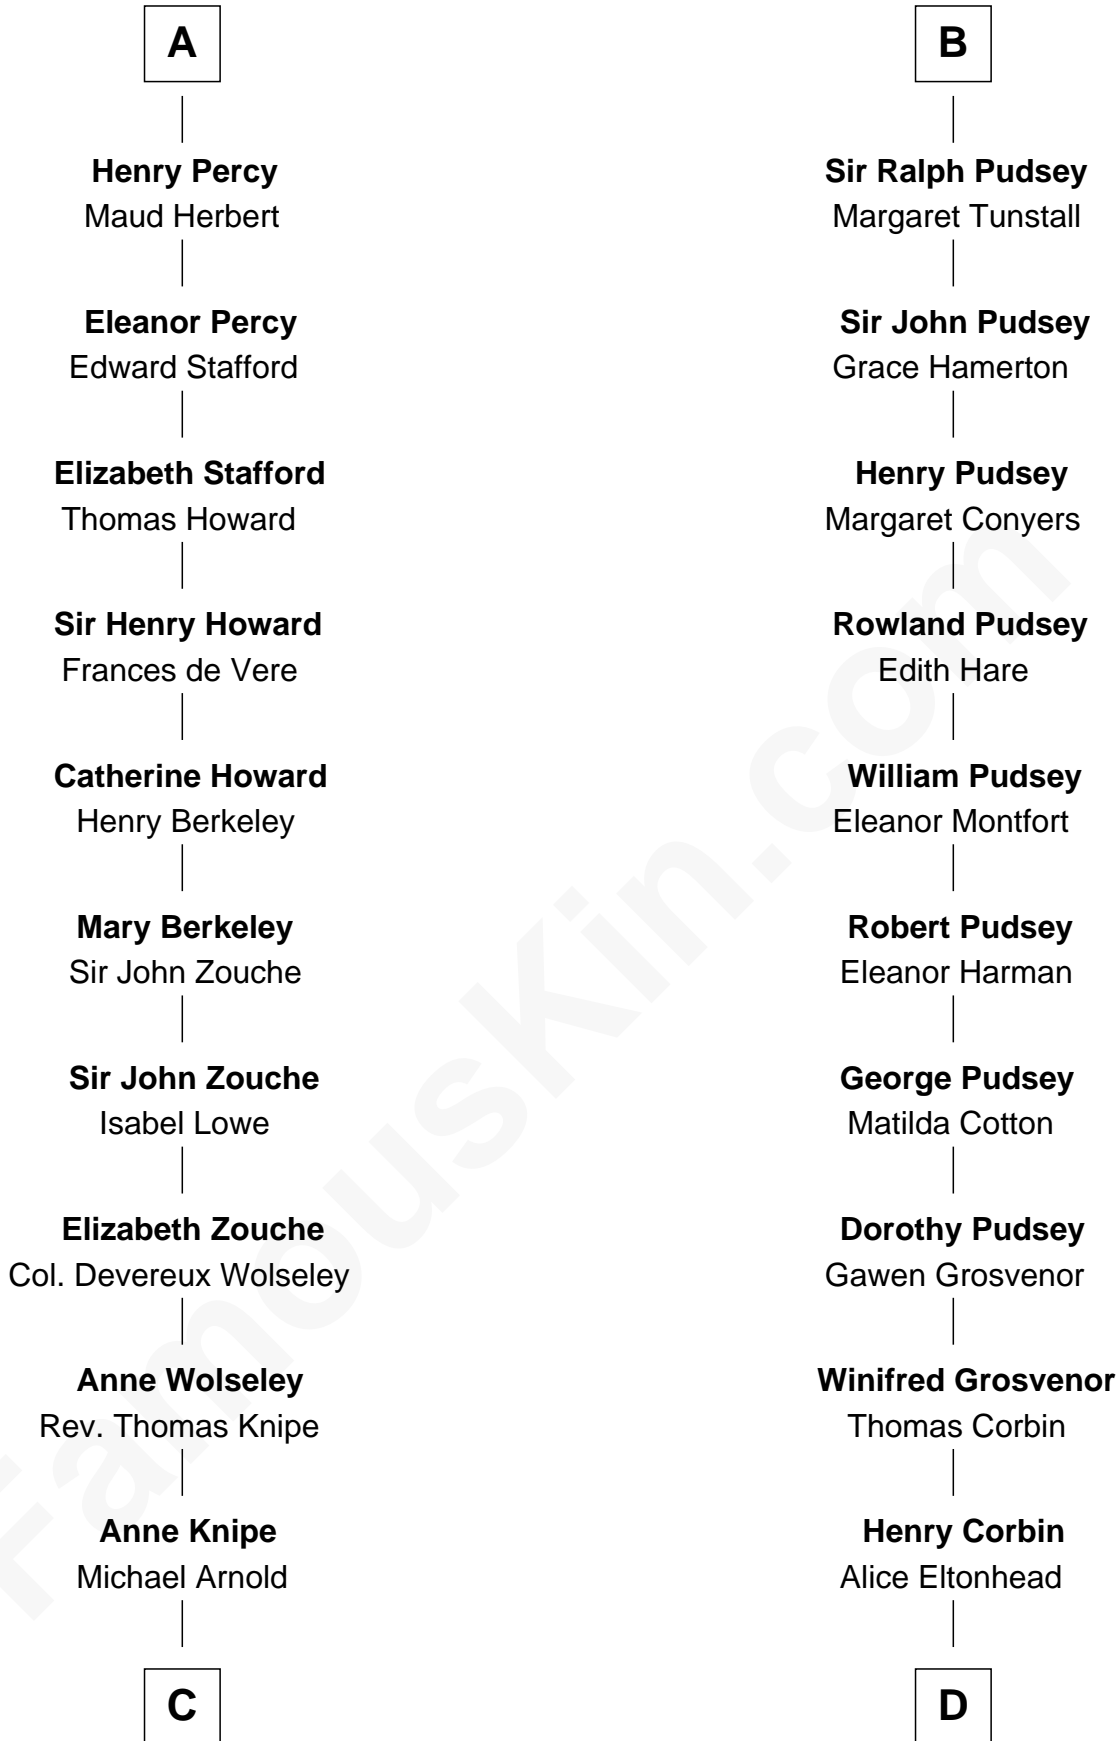 A
Henry Percy
Maud Herbert
Eleanor Percy
Edward Stafford
Elizabeth Stafford
Thomas Howard
Sir Henry Howard
Frances de Vere
Catherine Howard
Henry Berkeley
Mary Berkeley
Sir John Zouche
Sir John Zouche
Isabel Lowe
Elizabeth Zouche
Col. Devereux Wolseley
Anne Wolseley
Rev. Thomas Knipe
Anne Knipe
Michael Arnold
C
B
Sir Ralph Pudsey
Margaret Tunstall
Sir John Pudsey
Grace Hamerton
Henry Pudsey
Margaret Conyers
Rowland Pudsey
Edith Hare
William Pudsey
Eleanor Montfort
Robert Pudsey
Eleanor Harman
George Pudsey
Matilda Cotton
Dorothy Pudsey
Gawen Grosvenor
Winifred Grosvenor
Thomas Corbin
Henry Corbin
Alice Eltonhead
D
FamousKin.com